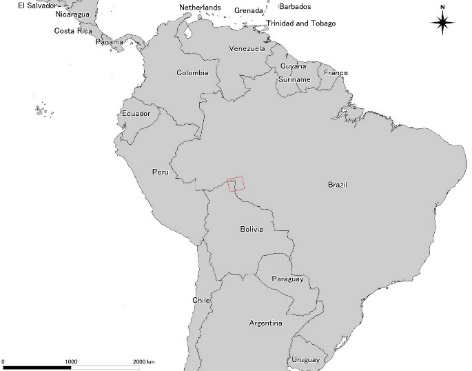 El Salvador
Netherlands
Grenada
Barbados
Nicaragua
N
Trinidad and Tobago
Costa Rica
Panama
Venezuela
Guyana
Colombia
Suriname
France
Ecuador
Peru
Brazil
Bolivia
Paraguay
Chile
Argentina
Uruguay
0 1000 2000 km